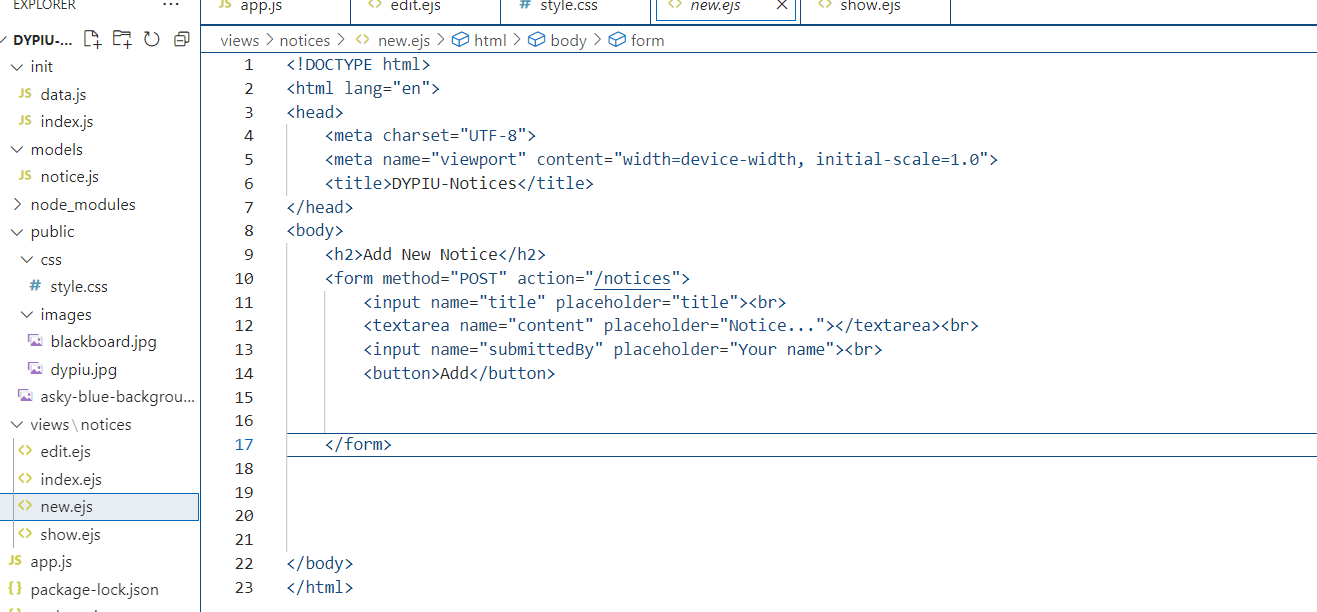 EXPLORER ...
JS app.js
<> edit.ejs
# style.css
<> new.ejs ×
<> show.ejs
DYPIU-...
views > notices > <> new.ejs > html > body > form
init
JS data.js
JS index.js
models
JS notice.js
node_modules
public
css
# style.css
images
blackboard.jpg
dypiu.jpg
asky-blue-backgrou...
views\notices
<> edit.ejs
<> index.ejs
<> new.ejs
<> show.ejs
JS app.js
{} package-lock.json
1 <!DOCTYPE html>
2 <html lang="en">
3 <head>
4 <meta charset="UTF-8">
5 <meta name="viewport" content="width=device-width, initial-scale=1.0">
6 <title>DYPIU-Notices</title>
7 </head>
8 <body>
9 <h2>Add New Notice</h2>
10 <form method="POST" action="/notices">
11 <input name="title" placeholder="title"><br>
12 <textarea name="content" placeholder="Notice..."></textarea><br>
13 <input name="submittedBy" placeholder="Your name"><br>
14 <button>Add</button>
15
16
17 </form>
18
19
20
21
22 </body>
23 </html>